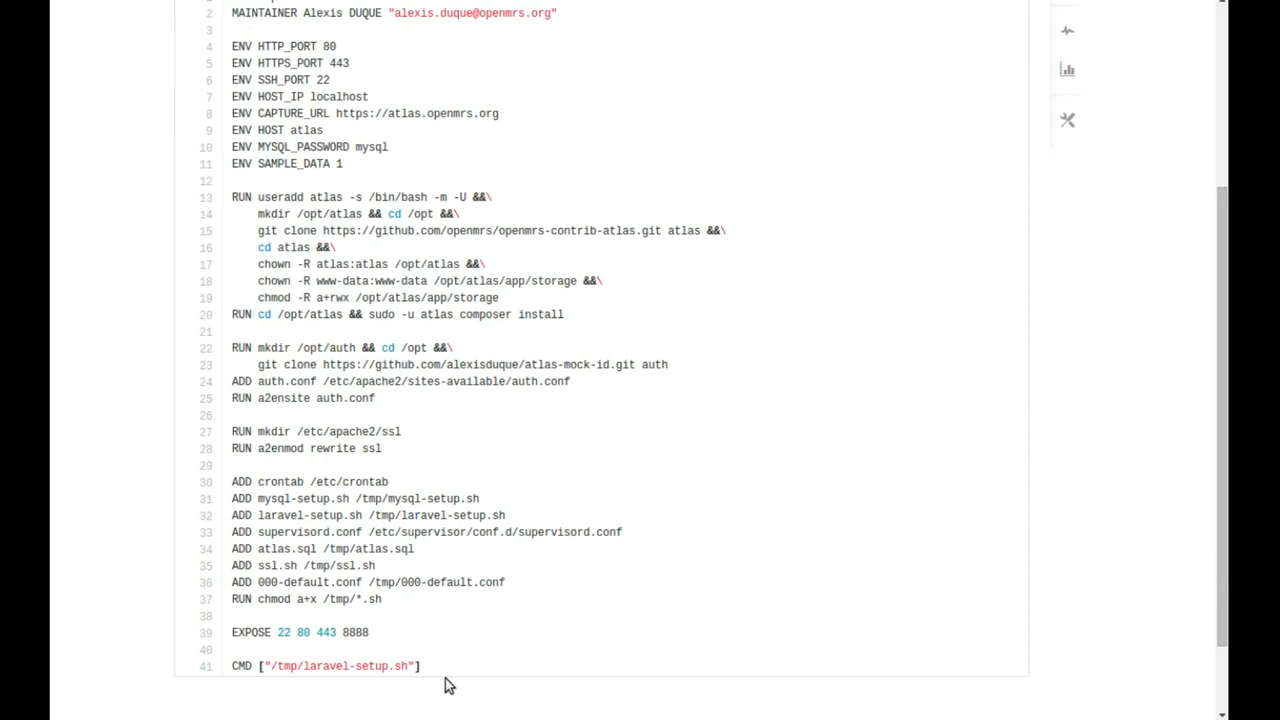 2 MAINTAINER Alexis DUQUE "alexis.duque@openmrs.org"
3
4 ENV HTTP_PORT 80
5 ENV HTTPS_PORT 443
6 ENV SSH_PORT 22
7 ENV HOST_IP localhost
8 ENV CAPTURE_URL https://atlas.openmrs.org
9 ENV HOST atlas
10 ENV MYSQL_PASSWORD mysql
11 ENV SAMPLE_DATA 1
12
13 RUN useradd atlas -s /bin/bash -m -U &&\
14 mkdir /opt/atlas && cd /opt &&\
15 git clone https://github.com/openmrs/openmrs-contrib-atlas.git atlas &&\
16 cd atlas &&\
17 chown -R atlas:atlas /opt/atlas &&\
18 chown -R www-data:www-data /opt/atlas/app/storage &&\
19 chmod -R a+rwx /opt/atlas/app/storage
20 RUN cd /opt/atlas && sudo -u atlas composer install
21
22 RUN mkdir /opt/auth && cd /opt &&\
23 git clone https://github.com/alexisduque/atlas-mock-id.git auth
24 ADD auth.conf /etc/apache2/sites-available/auth.conf
25 RUN a2ensite auth.conf
26
27 RUN mkdir /etc/apache2/ssl
28 RUN a2enmod rewrite ssl
29
30 ADD crontab /etc/crontab
31 ADD mysql-setup.sh /tmp/mysql-setup.sh
32 ADD laravel-setup.sh /tmp/laravel-setup.sh
33 ADD supervisord.conf /etc/supervisor/conf.d/supervisord.conf
34 ADD atlas.sql /tmp/atlas.sql
35 ADD ssl.sh /tmp/ssl.sh
36 ADD 000-default.conf /tmp/000-default.conf
37 RUN chmod a+x /tmp/*.sh
38
39 EXPOSE 22 80 443 8888
40
41 CMD ["/tmp/laravel-setup.sh"]